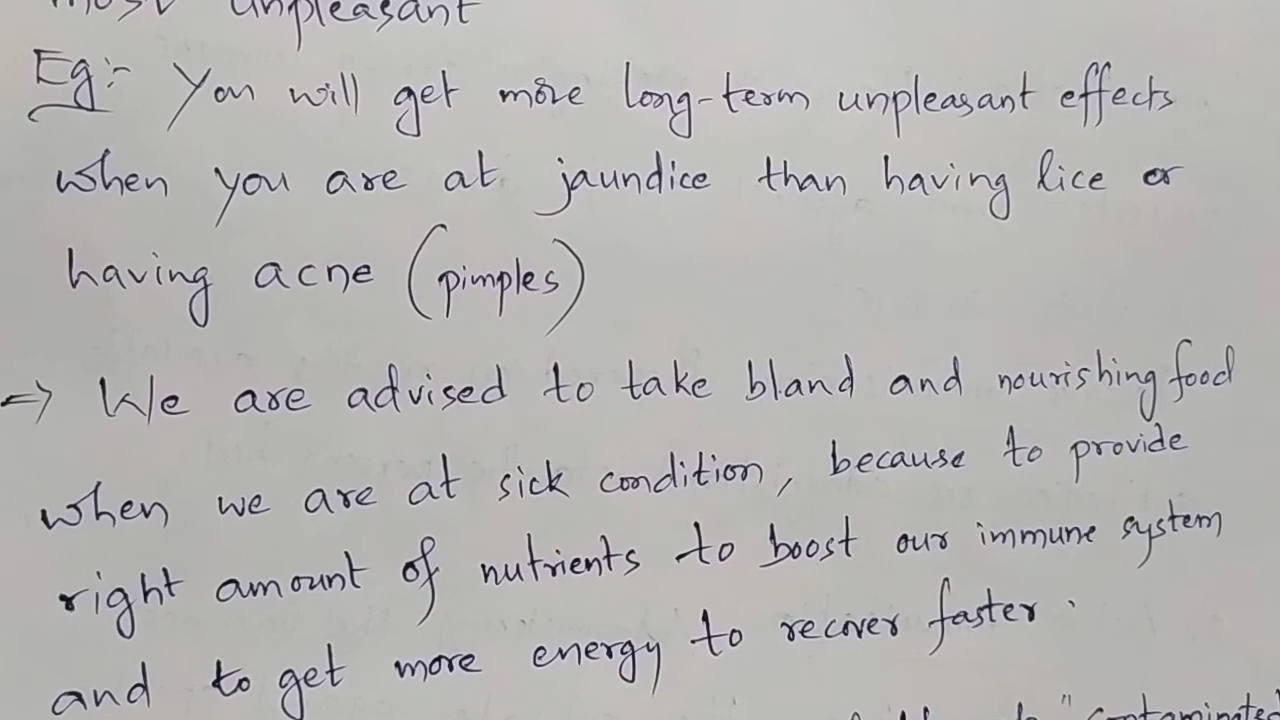 most unpleasant
Eg:- You will get more long-term unpleasant effects
when you are at jaundice than having lice or
having acne (pimples)
=> We are advised to take bland and nourishing food
when we are at sick condition, because to provide
right amount of nutrients to boost our immune system
and to get more energy to recover faster.
"contaminated